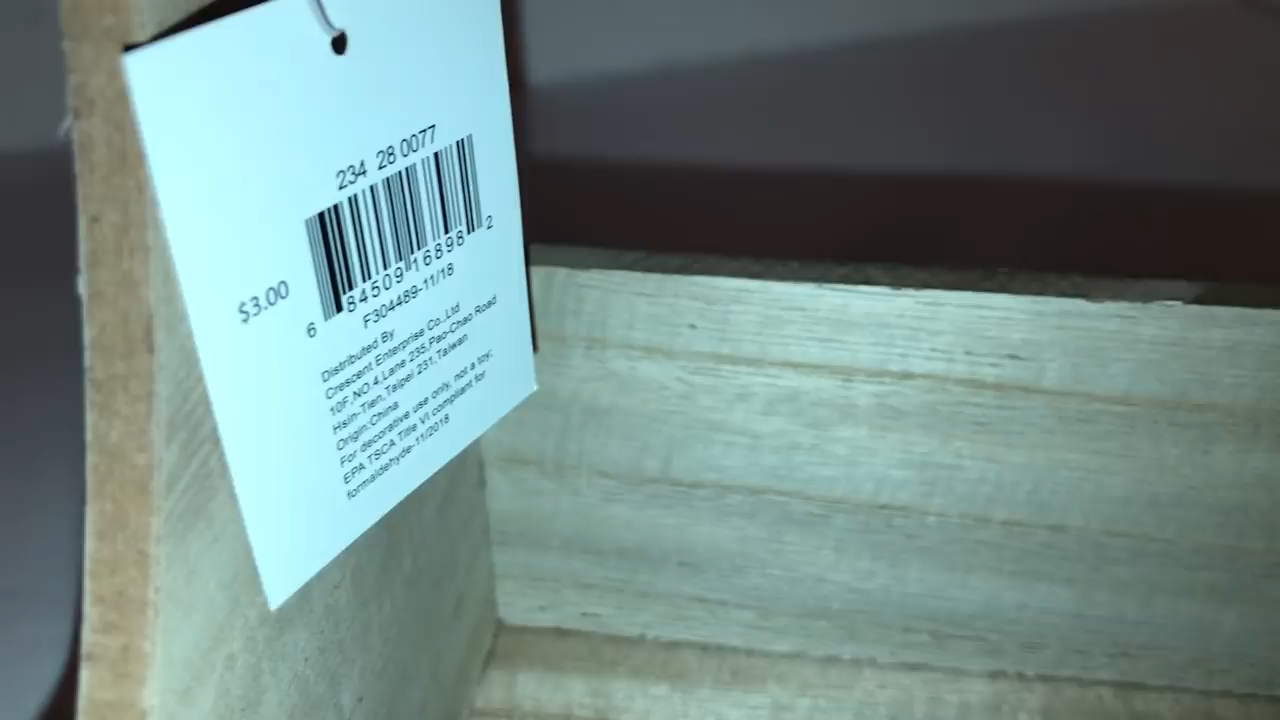 234 28 0077
6 84509 16898 2
$3.00
F304489-11/18
Distributed By
Crescent Enterprise Co.,Ltd
10F,NO.4,Lane 235,Pao-Chao Road
Hsin-Tien,Taipei 231,Taiwan
Origin:China
For decorative use only, not a toy;
EPA TSCA Title VI compliant for
formaldehyde-11/2018